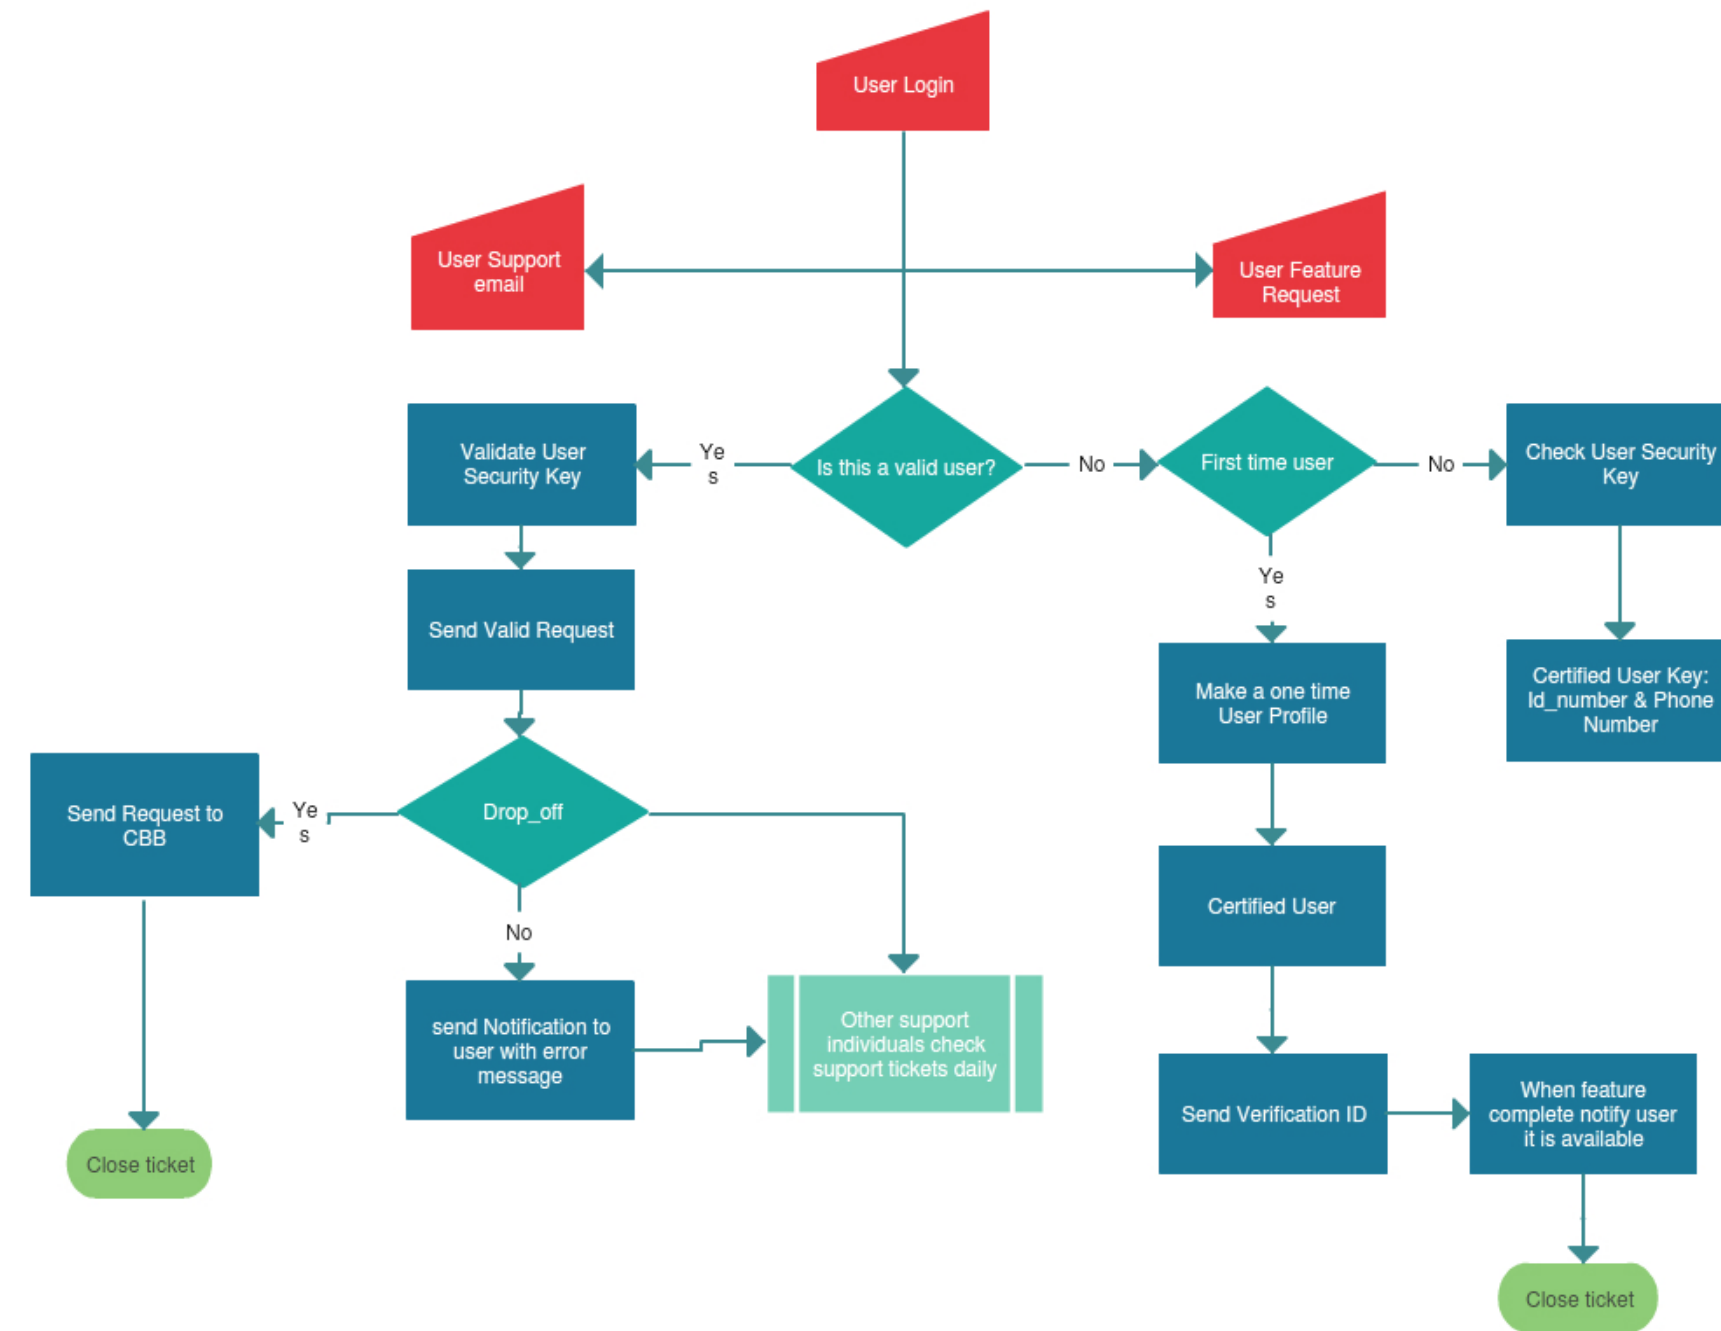 User Login
User Support
email
User Feature
Request
Validate User
Security Key
Ye
s
Is this a valid user?
No
First time user
No
Check User Security
Key
Send Valid Request
Ye
s
Make a one time
User Profile
Certified User Key:
Id_number & Phone
Number
Send Request to
CBB
Ye
s
Drop_off
No
Certified User
send Notification to
user with error
message
Other support
individuals check
support tickets daily
Send Verification ID
When feature
complete notify user
it is available
Close ticket
Close ticket